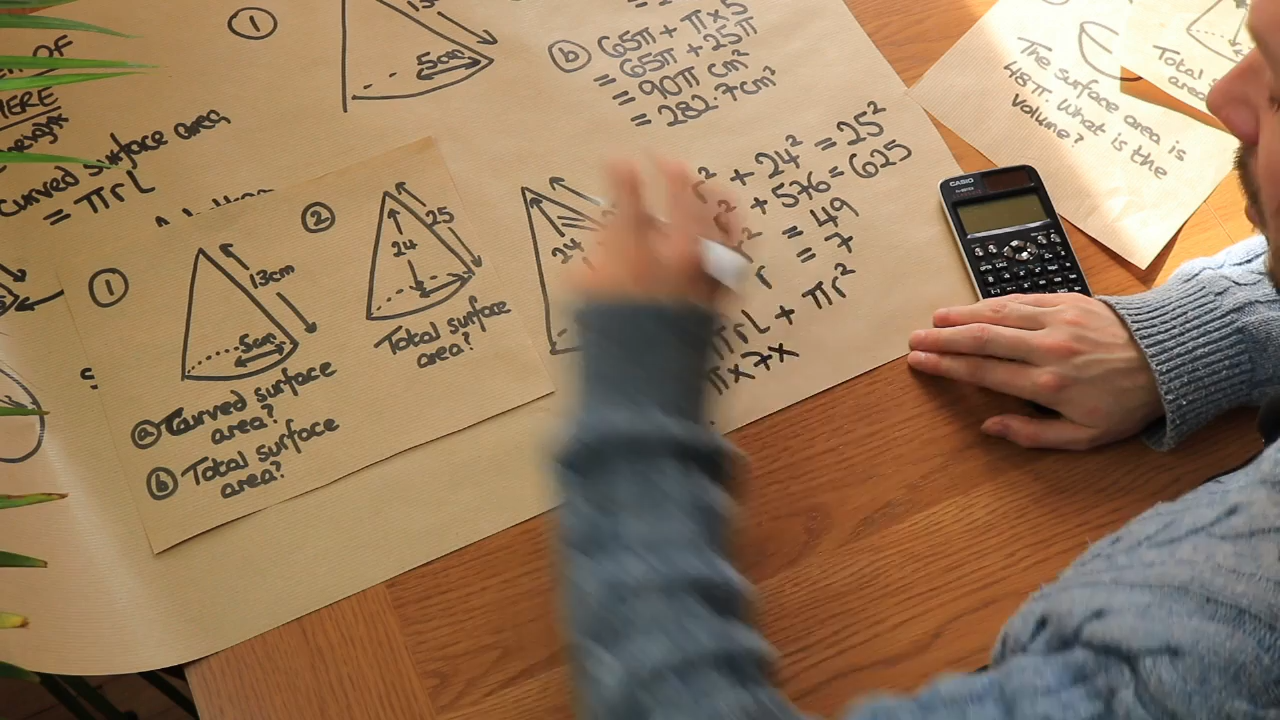 ①
5cm
ⓑ 65π + π×5
= 65π + 25π
= 90π cm²
= 282.7cm²
HERE
Curved surface area
= πrL
①
13cm
5cm
ⓐ Curved surface
area?
ⓑ Total surface
area?
②
24
25
Total surface
area?
24
r² + 24² = 25²
+ 576 = 625
= 49
r = 7
πrL + πr²
π×7×
CASIO
The surface area is
48π. What is the
volume?
Total
area